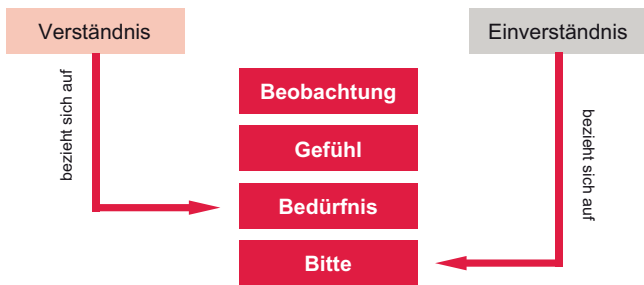 Verständnis
Einverständnis
bezieht sich auf
Beobachtung
Gefühl
Bedürfnis
Bitte
bezieht sich auf